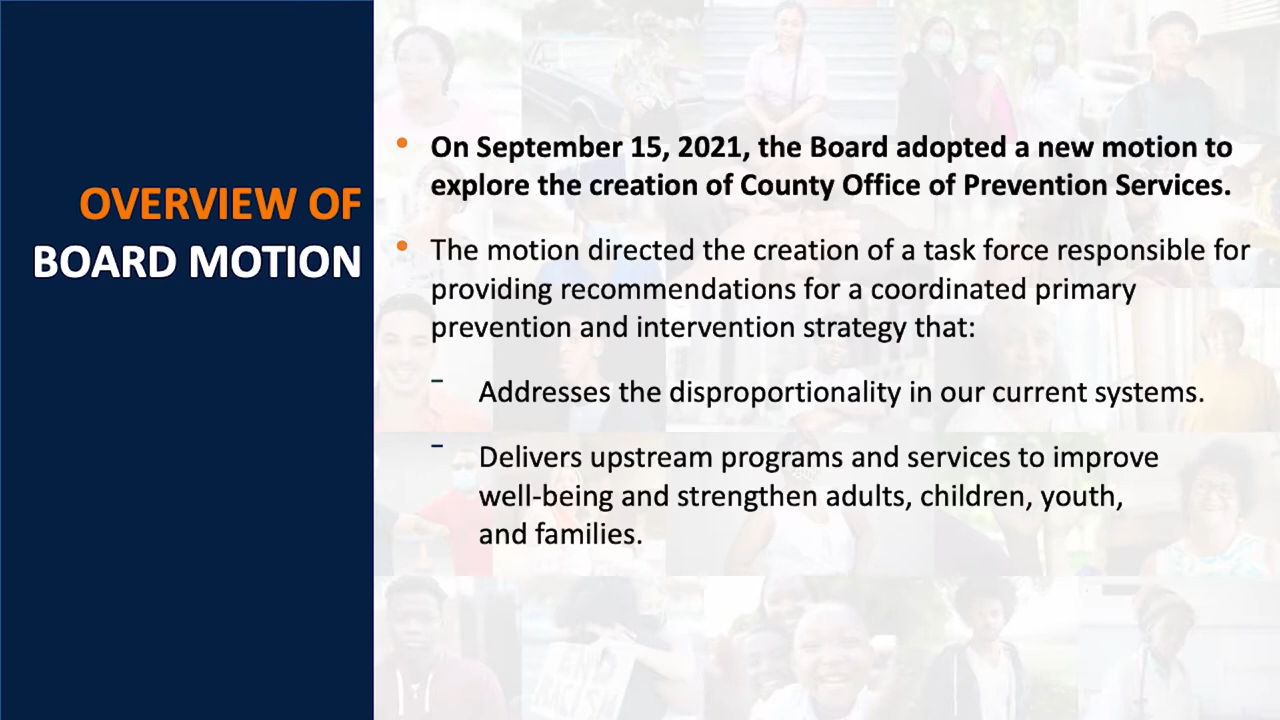 OVERVIEW OF
BOARD MOTION
• On September 15, 2021, the Board adopted a new motion to
explore the creation of County Office of Prevention Services.
• The motion directed the creation of a task force responsible for
providing recommendations for a coordinated primary
prevention and intervention strategy that:
- Addresses the disproportionality in our current systems.
- Delivers upstream programs and services to improve
well-being and strengthen adults, children, youth,
and families.